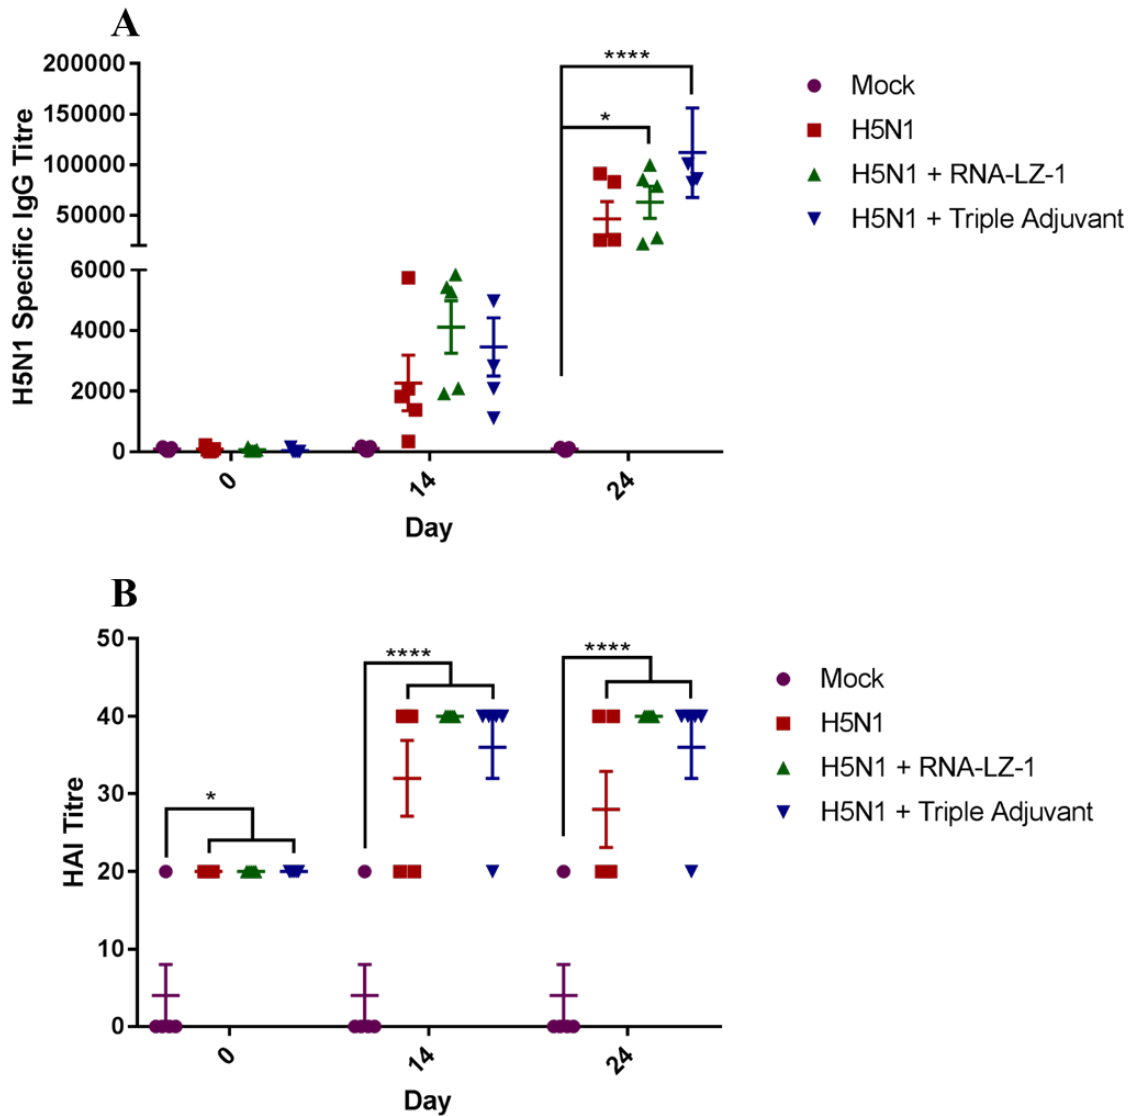 A
H5N1 Specific IgG Titre
200000
150000
100000
50000
6000
4000
2000
0
****
*
0
14
24
Day
Mock
H5N1
H5N1 + RNA-LZ-1
H5N1 + Triple Adjuvant
B
HAI Titre
50
40
30
20
10
0
*
****
****
0
14
24
Day
Mock
H5N1
H5N1 + RNA-LZ-1
H5N1 + Triple Adjuvant